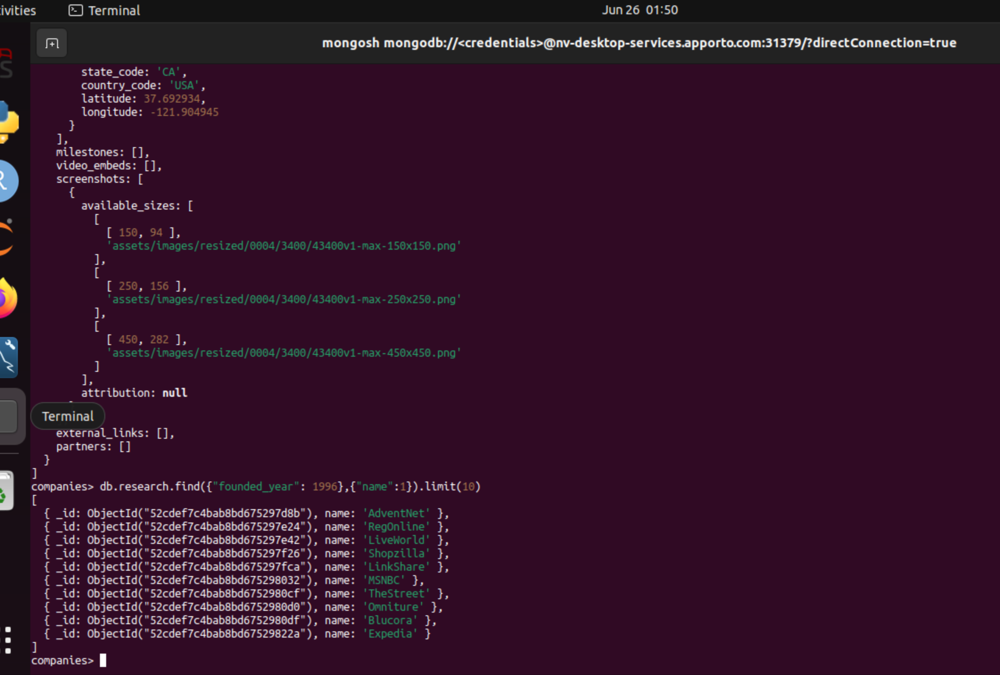 ivities
Terminal
Jun 26 01:50
mongosh mongodb://<credentials>@nv-desktop-services.apporto.com:31379/?directConnection=true
state_code: 'CA',
country_code: 'USA',
latitude: 37.692934,
longitude: -121.904945
}
],
milestones: [],
video_embeds: [],
screenshots: [
{
available_sizes: [
[
[ 150, 94 ],
'assets/images/resized/0004/3400/43400v1-max-150x150.png'
],
[
[ 250, 156 ],
'assets/images/resized/0004/3400/43400v1-max-250x250.png'
],
[
[ 450, 282 ],
'assets/images/resized/0004/3400/43400v1-max-450x450.png'
]
],
attribution: null
Terminal
external_links: [],
partners: []
}
]
companies> db.research.find({"founded_year": 1996},{"name":1}).limit(10)
[
{ _id: ObjectId("52cdef7c4bab8bd675297d8b"), name: 'AdventNet' },
{ _id: ObjectId("52cdef7c4bab8bd675297e24"), name: 'RegOnline' },
{ _id: ObjectId("52cdef7c4bab8bd675297e42"), name: 'LiveWorld' },
{ _id: ObjectId("52cdef7c4bab8bd675297f26"), name: 'Shopzilla' },
{ _id: ObjectId("52cdef7c4bab8bd675297fca"), name: 'LinkShare' },
{ _id: ObjectId("52cdef7c4bab8bd675298032"), name: 'MSNBC' },
{ _id: ObjectId("52cdef7c4bab8bd6752980cf"), name: 'TheStreet' },
{ _id: ObjectId("52cdef7c4bab8bd6752980d0"), name: 'Omniture' },
{ _id: ObjectId("52cdef7c4bab8bd6752980df"), name: 'Blucora' },
{ _id: ObjectId("52cdef7c4bab8bd67529822a"), name: 'Expedia' }
]
companies>